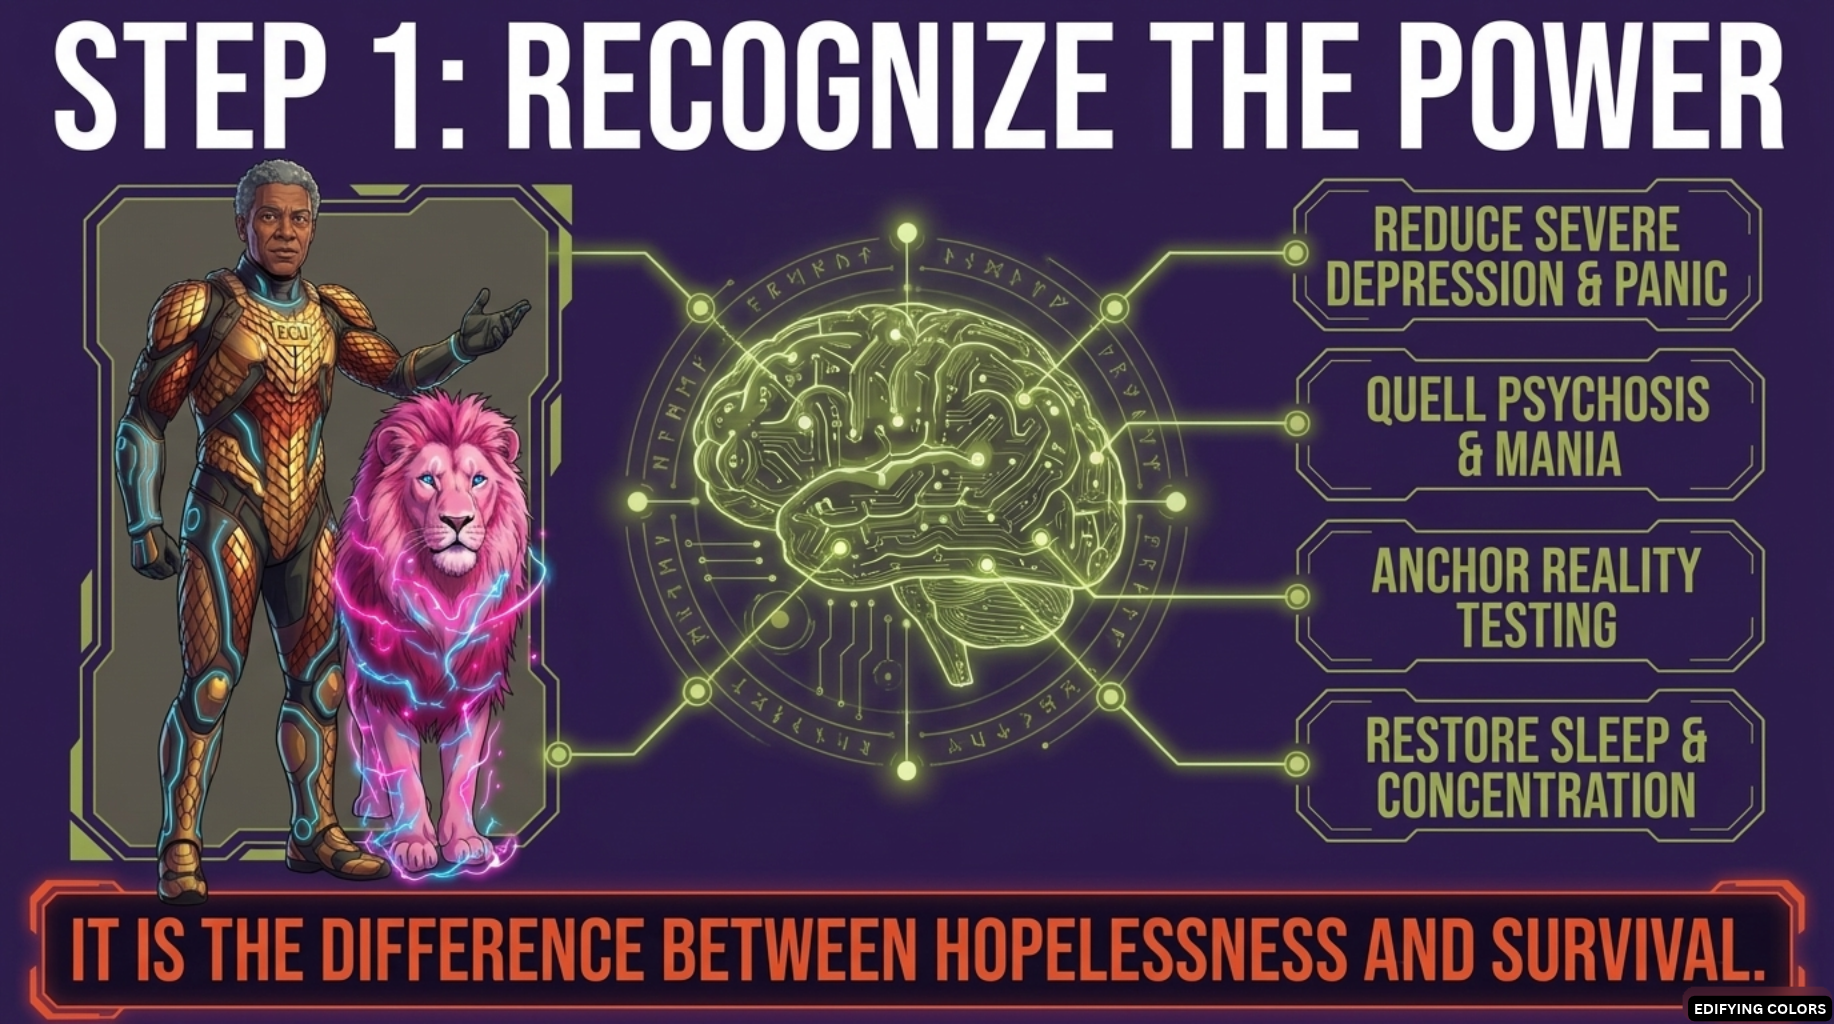 STEP 1: RECOGNIZE THE POWER
ECU
REDUCE SEVERE
DEPRESSION & PANIC
QUELL PSYCHOSIS
& MANIA
ANCHOR REALITY
TESTING
RESTORE SLEEP &
CONCENTRATION
IT IS THE DIFFERENCE BETWEEN HOPELESSNESS AND SURVIVAL.
EDIFYING COLORS